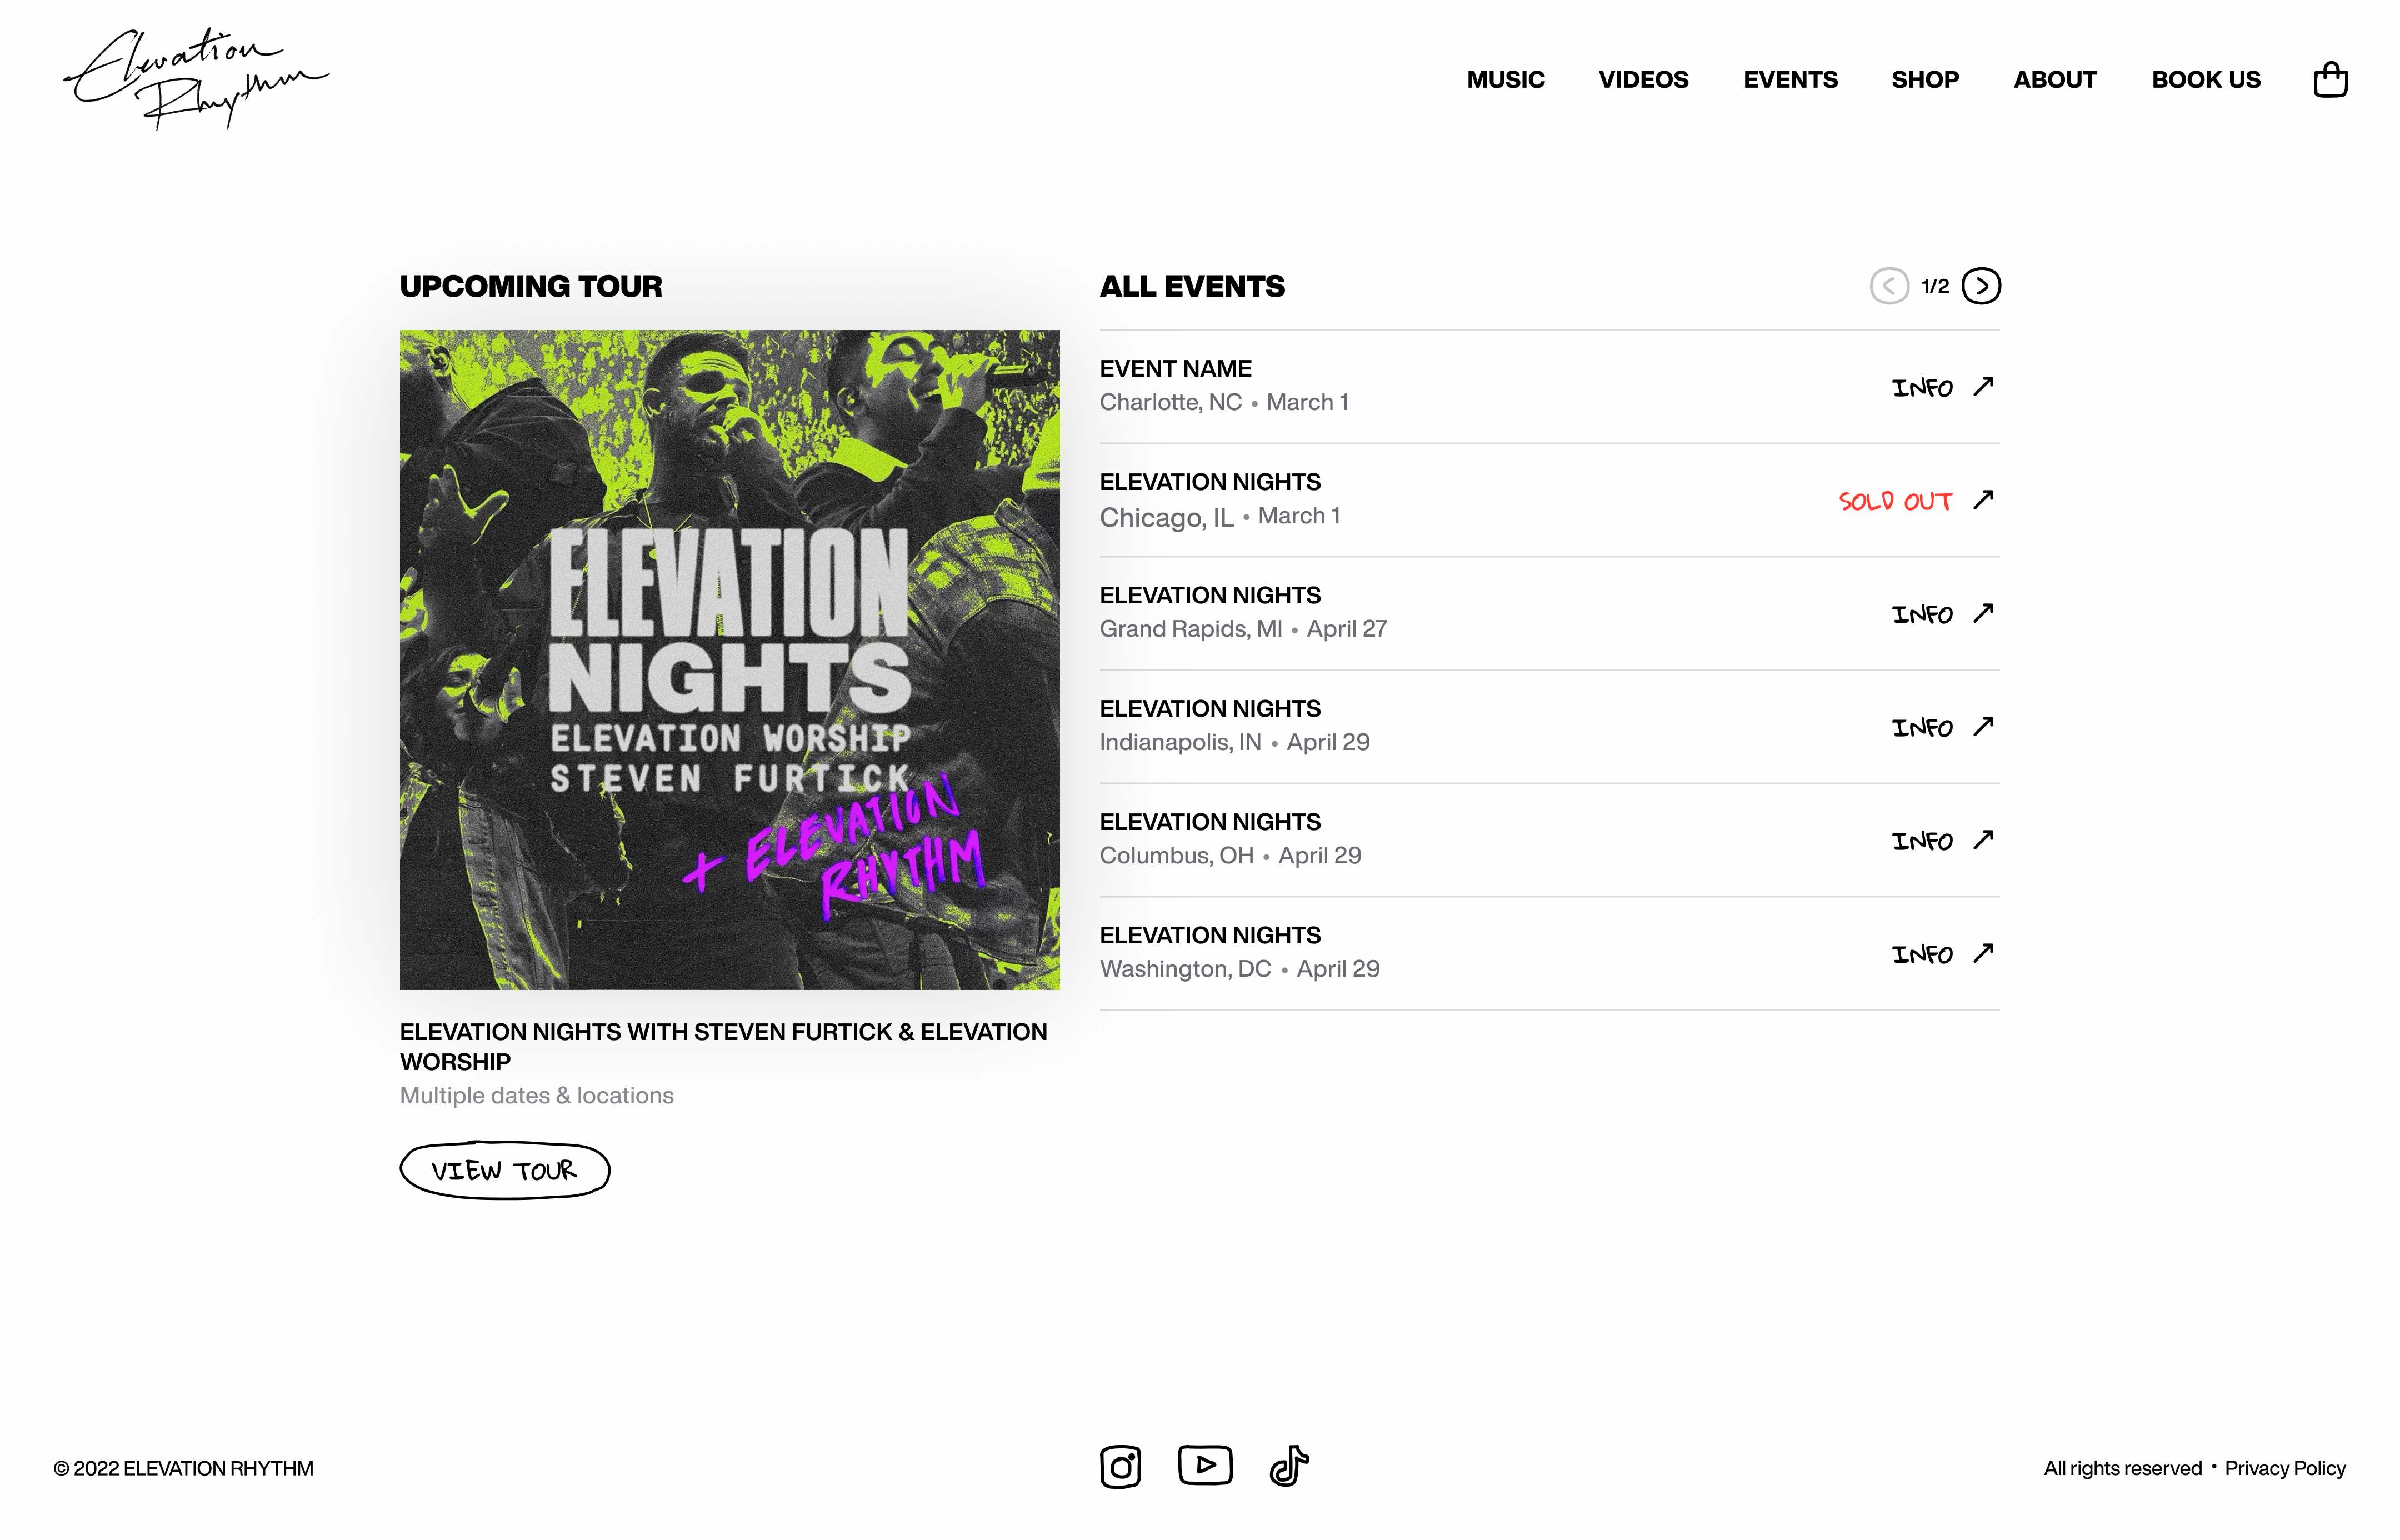 Elevation
Rhythm
MUSIC VIDEOS EVENTS SHOP ABOUT BOOK US
UPCOMING TOUR
ELEVATION
NIGHTS
ELEVATION WORSHIP
STEVEN FURTICK
+ ELEVATION
RHYTHM
ELEVATION NIGHTS WITH STEVEN FURTICK & ELEVATION
WORSHIP
Multiple dates & locations
VIEW TOUR
ALL EVENTS 1/2
EVENT NAME
Charlotte, NC • March 1
INFO
ELEVATION NIGHTS
Chicago, IL • March 1
SOLD OUT
ELEVATION NIGHTS
Grand Rapids, MI • April 27
INFO
ELEVATION NIGHTS
Indianapolis, IN • April 29
INFO
ELEVATION NIGHTS
Columbus, OH • April 29
INFO
ELEVATION NIGHTS
Washington, DC • April 29
INFO
© 2022 ELEVATION RHYTHM
All rights reserved • Privacy Policy